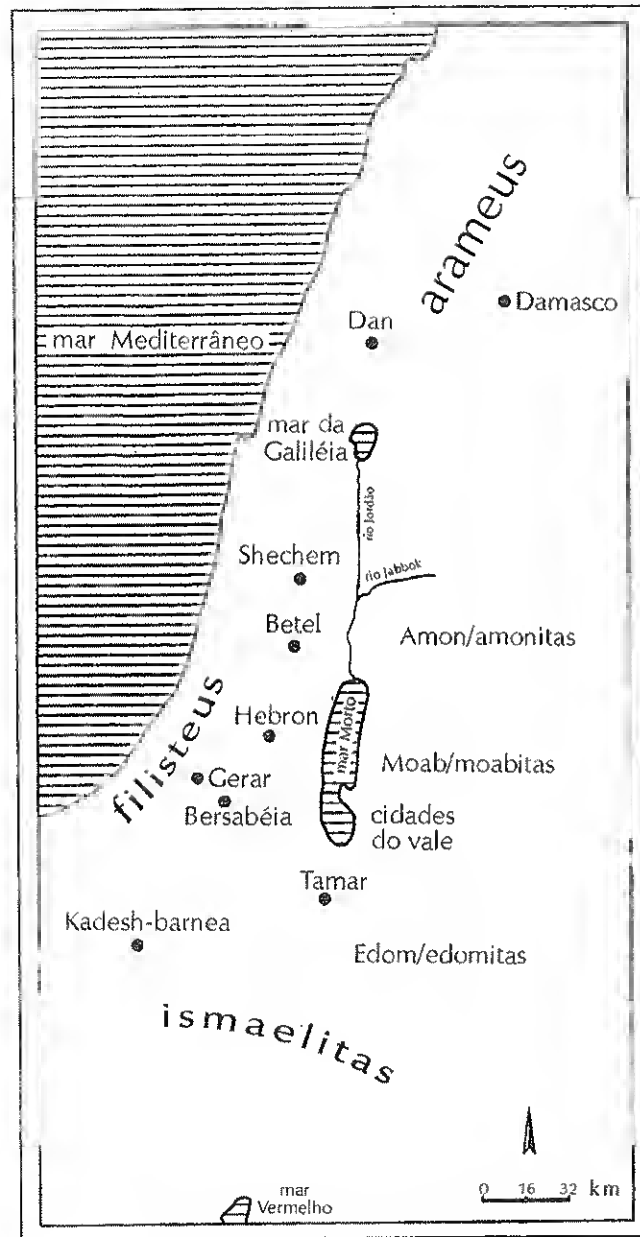 arameus
Damasco
Dan
mar Mediterrâneo
mar da
Galiléia
rio Jordão
Shechem
rio Jabbok
Betel
Amon/amonitas
filisteus
Hebron
mar Morto
Gerar
Moab/moabitas
Bersabéia
cidades
do vale
Tamar
Kadesh-barnea
Edom/edomitas
ismaelitas
0 16 32 km
mar
Vermelho